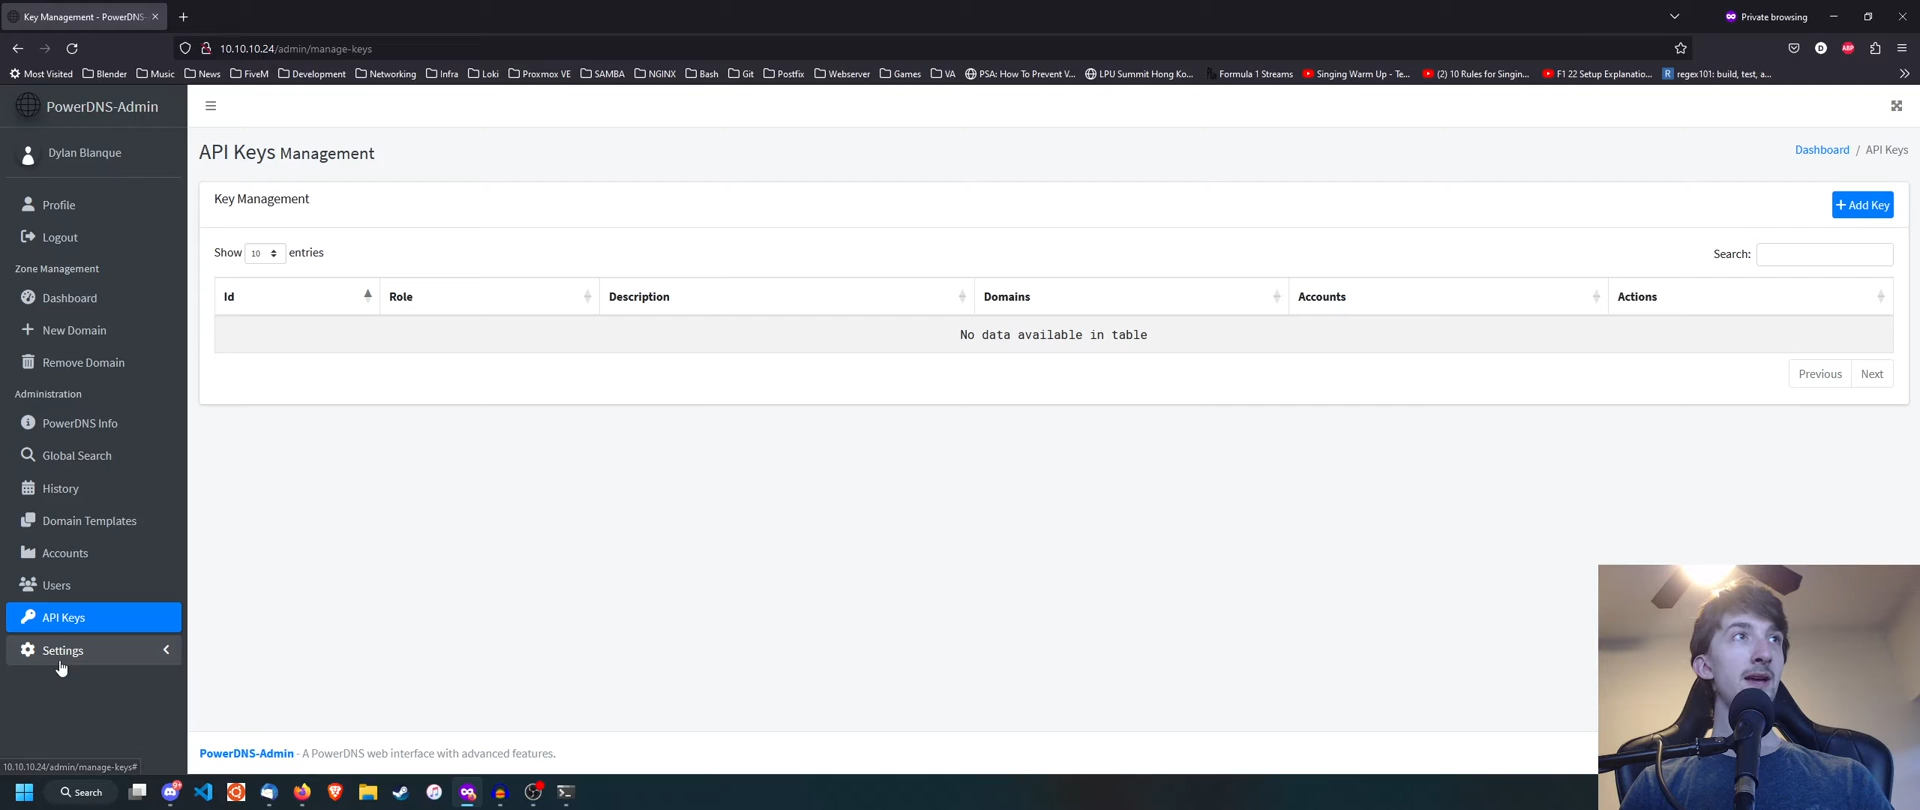 Key Management - PowerDNS-
Private browsing
10.10.10.24/admin/manage-keys
ABP
Most Visited Blender Music News FiveM Development Networking Infra Loki Proxmox VE SAMBA NGINX Bash Git Postfix Webserver Games VA PSA: How To Prevent V... LPU Summit Hong Ko... Formula 1 Streams Singing Warm Up - Te... (2) 10 Rules for Singin... F1 22 Setup Explanatio... R regex101: build, test, a...
PowerDNS-Admin
Dylan Blanque
Profile
Logout
Zone Management
Dashboard
New Domain
Remove Domain
Administration
PowerDNS Info
Global Search
History
Domain Templates
Accounts
Users
API Keys
Settings
API Keys Management
Dashboard / API Keys
Key Management
+ Add Key
Show 10 entries
Search:
Id Role Description Domains Accounts Actions
No data available in table
Previous Next
PowerDNS-Admin - A PowerDNS web interface with advanced features.
10.10.10.24/admin/manage-keys#
Search